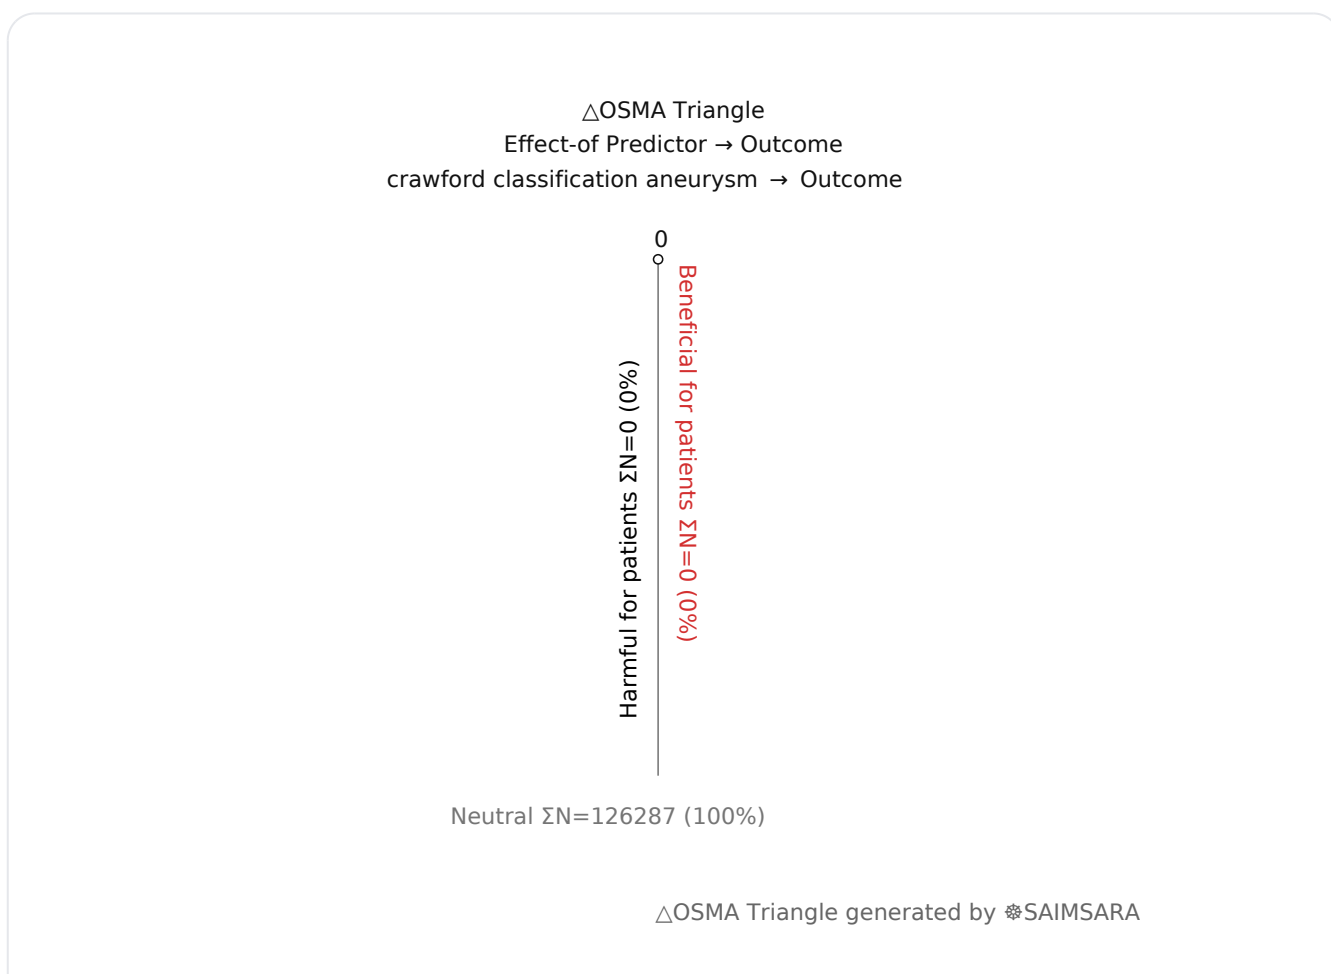 △OSMA Triangle
Effect-of Predictor → Outcome
crawford classification aneurysm → Outcome
0
Harmful for patients ΣN=0 (0%)
Beneficial for patients ΣN=0 (0%)
Neutral ΣN=126287 (100%)
△OSMA Triangle generated by ☸SAIMSARA